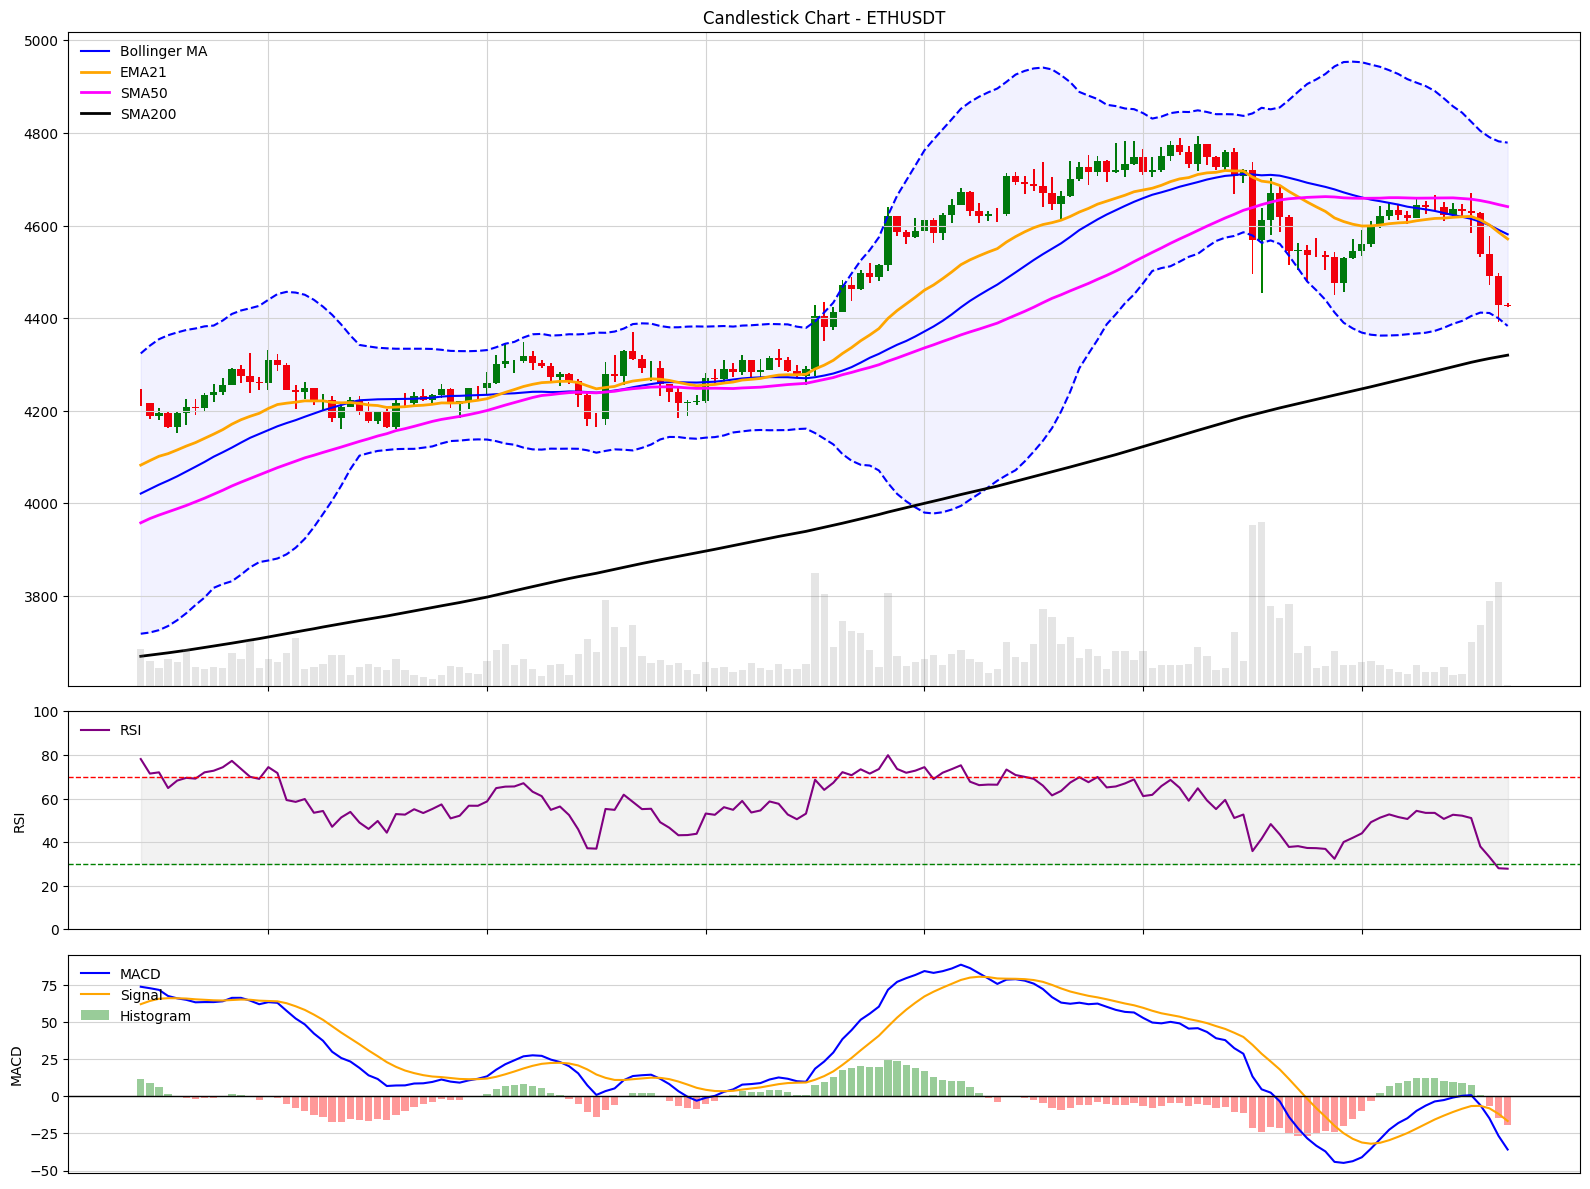 Candlestick Chart - ETHUSDT
5000
4800
4600
4400
4200
4000
3800
Bollinger MA
EMA21
SMA50
SMA200
100
80
60
40
20
0
RSI
RSI
75
50
25
0
−25
−50
MACD
MACD
Signal
Histogram